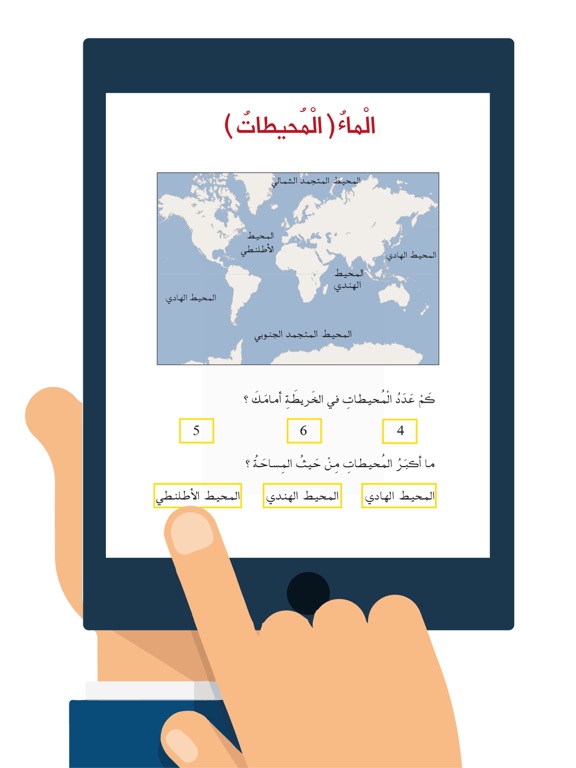 الْماءُ ( الْمُحيطاتُ )
المحيط المتجمد الشمالي
المحيط
الأطلنطي
المحيط الهادي
المحيط
الهندي
المحيط الهادي
المحيط المتجمد الجنوبي
كَمْ عَدَدُ الْمُحيطاتِ في الخَريطَةِ أمامَكَ ؟
4 6 5
ما أكبَرُ المُحيطاتِ مِنْ حَيثُ المِساحَةُ ؟
المحيط الهادي المحيط الهندي المحيط الأطلنطي